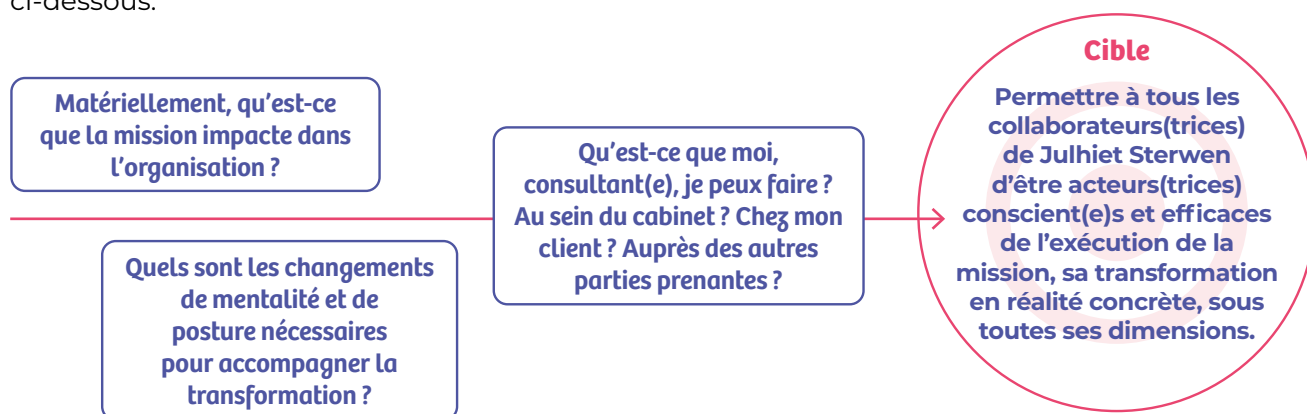 ci-dessous.
Matériellement, qu'est-ce
que la mission impacte dans
l'organisation ?
Quels sont les changements
de mentalité et de
posture nécessaires
pour accompagner la
transformation ?
Qu'est-ce que moi,
consultant(e), je peux faire ?
Au sein du cabinet ? Chez mon
client ? Auprès des autres
parties prenantes ?
Cible
Permettre à tous les
collaborateurs(trices)
de Julhiet Sterwen
d'être acteurs(trices)
conscient(e)s et efficaces
de l'exécution de la
mission, sa transformation
en réalité concrète, sous
toutes ses dimensions.